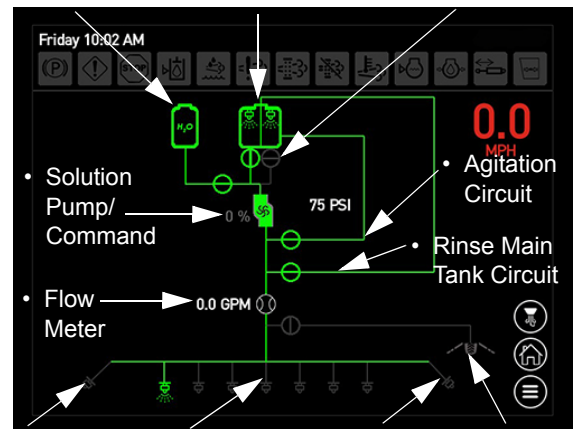 Friday 10:02 AM
(P)
STOP
H₂O
0.0
MPH
• Agitation
Circuit
• Solution
Pump/
Command
0 %
75 PSI
• Rinse Main
Tank Circuit
• Flow
Meter
0.0 GPM